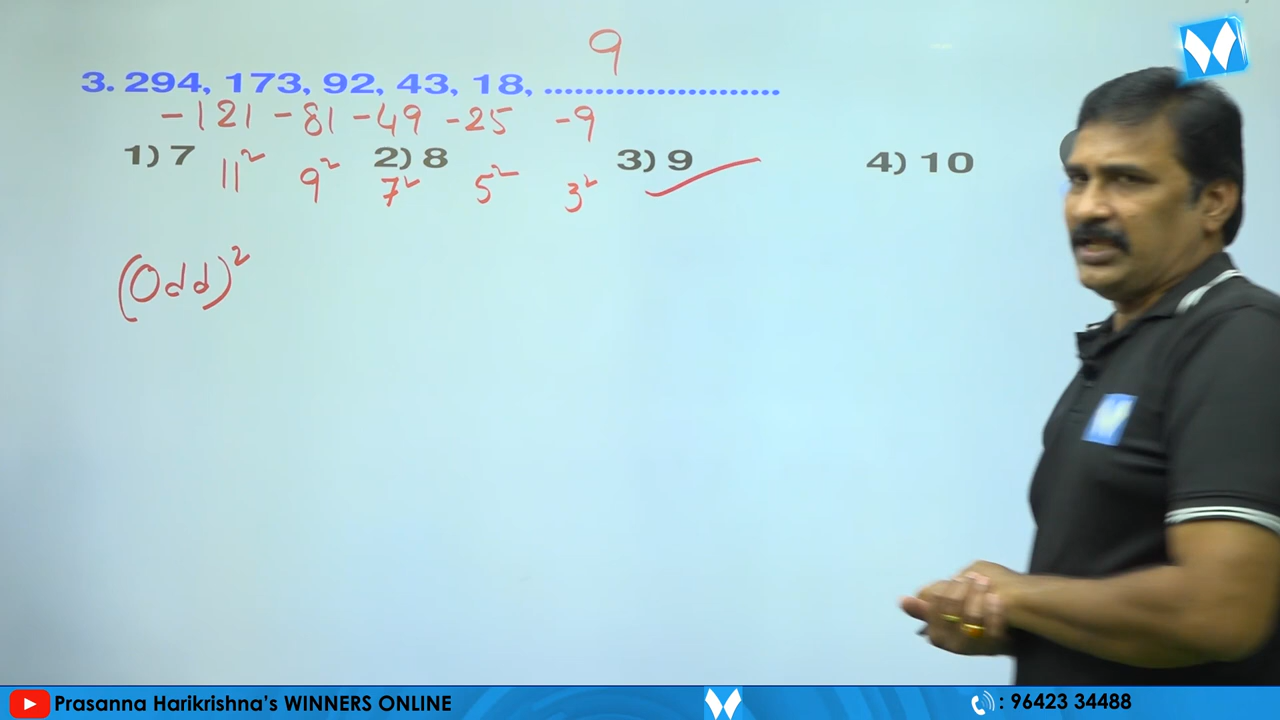 9
3. 294, 173, 92, 43, 18, .......................
-121 -81 -49 -25 -9
1) 7 2) 8 3) 9 4) 10
11² 9² 7² 5² 3²
(Odd)²
Prasanna Harikrishna's WINNERS ONLINE
: 96423 34488